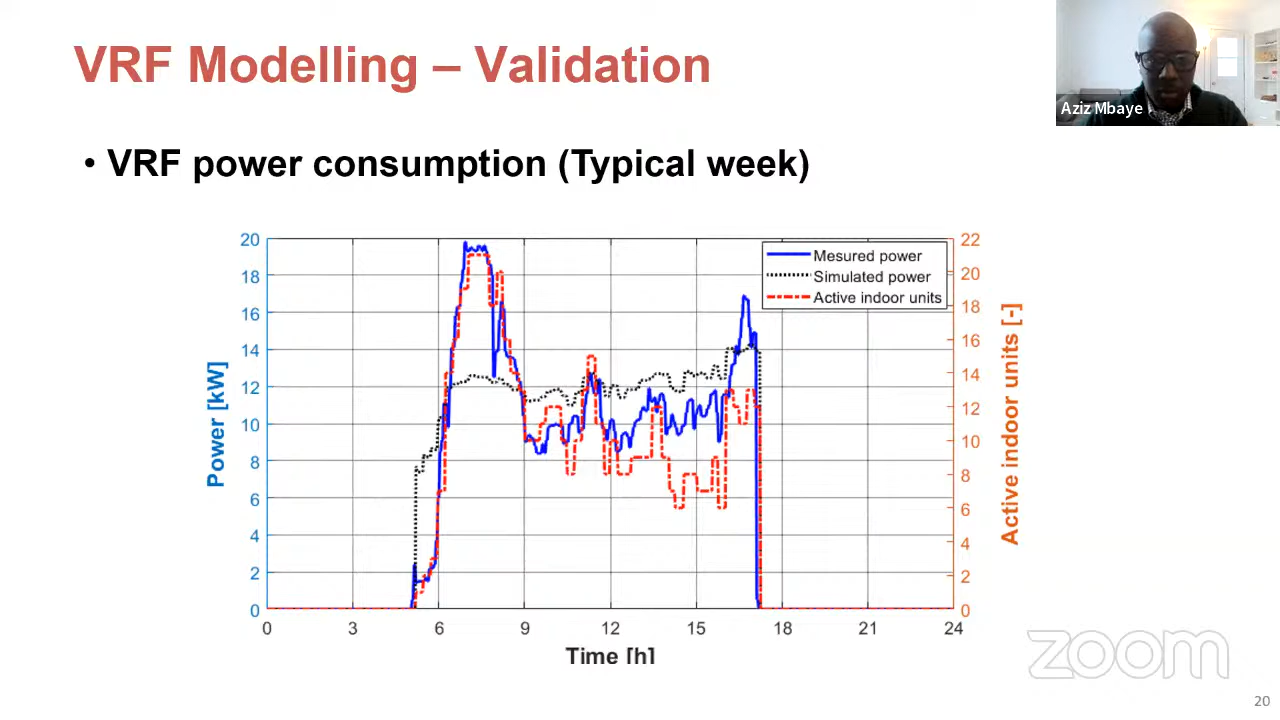 VRF Modelling – Validation
Aziz Mbaye
• VRF power consumption (Typical week)
20
18
16
14
12
10
8
6
4
2
0
Power [kW]
22
20
18
16
14
12
10
8
6
4
2
0
Active indoor units [-]
Mesured power
Simulated power
Active indoor units
0 3 6 9 12 15 18 21 24
Time [h]
zoom
20